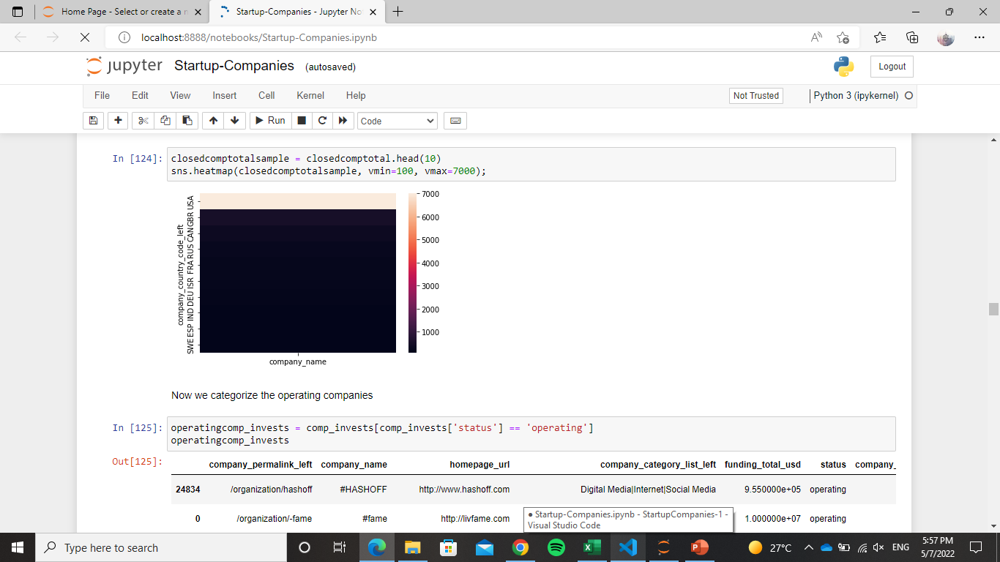 Home Page - Select or create a n
Startup-Companies - Jupyter No
localhost:8888/notebooks/Startup-Companies.ipynb
jupyter Startup-Companies (autosaved)
Logout
File Edit View Insert Cell Kernel Help
Not Trusted
Python 3 (ipykernel)
Run
Code
In [124]:
closedcomptotalsample = closedcomptotal.head(10)
sns.heatmap(closedcomptotalsample, vmin=100, vmax=7000);
company_country_code_left
SWE ESP IND DEU ISR FRA RUS CAN GBR USA
7000
6000
5000
4000
3000
2000
1000
company_name
Now we categorize the operating companies
In [125]:
operatingcomp_invests = comp_invests[comp_invests['status'] == 'operating']
operatingcomp_invests
Out[125]:
company_permalink_left company_name homepage_url company_category_list_left funding_total_usd status company_
24834 /organization/hashoff #HASHOFF http://www.hashoff.com Digital Media|Internet|Social Media 9.550000e+05 operating
0 /organization/-fame #fame http://livfame.com 1.000000e+07 operating
● Startup-Companies.ipynb - StartupCompanies-1 -
Visual Studio Code
Type here to search
27°C
ENG
5:57 PM
5/7/2022